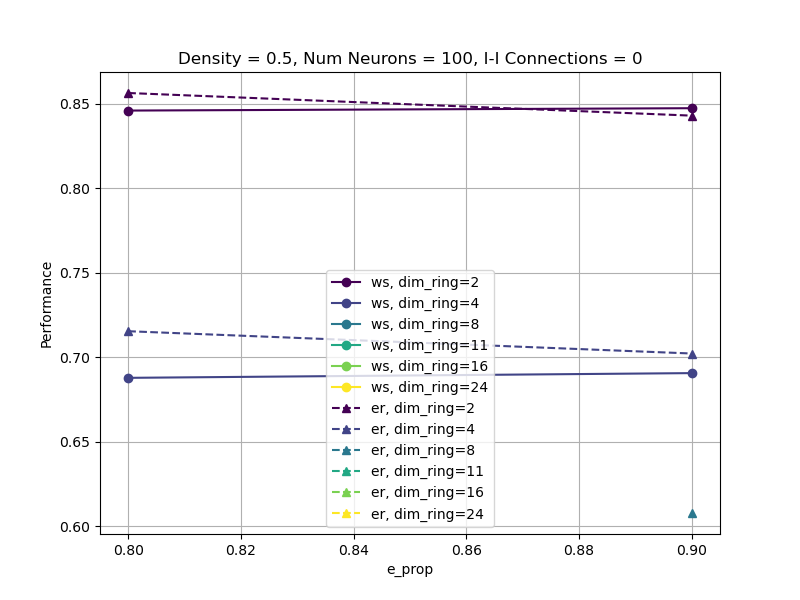 Density = 0.5, Num Neurons = 100, I-I Connections = 0
Performance
0.85
0.80
0.75
0.70
0.65
0.60
ws, dim_ring=2
ws, dim_ring=4
ws, dim_ring=8
ws, dim_ring=11
ws, dim_ring=16
ws, dim_ring=24
er, dim_ring=2
er, dim_ring=4
er, dim_ring=8
er, dim_ring=11
er, dim_ring=16
er, dim_ring=24
0.80 0.82 0.84 0.86 0.88 0.90
e_prop